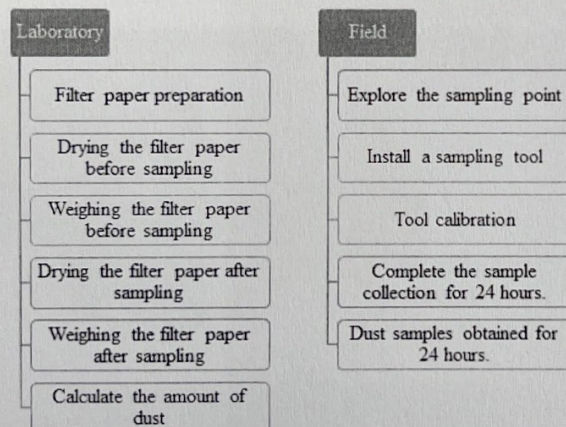 Laboratory
Filter paper preparation
Drying the filter paper
before sampling
Weighing the filter paper
before sampling
Drying the filter paper after
sampling
Weighing the filter paper
after sampling
Calculate the amount of
dust
Field
Explore the sampling point
Install a sampling tool
Tool calibration
Complete the sample
collection for 24 hours.
Dust samples obtained for
24 hours.